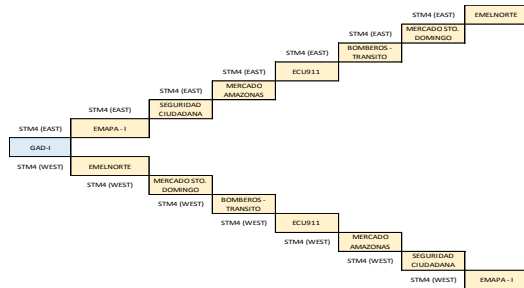 EMELNORTE
STM4 (EAST)
MERCADO STO.
DOMINGO
STM4 (EAST)
BOMBEROS -
TRANSITO
STM4 (EAST)
ECU911
STM4 (EAST)
MERCADO
AMAZONAS
STM4 (EAST)
SEGURIDAD
CIUDADANA
STM4 (EAST)
EMAPA - I
STM4 (EAST)
GAD-I
STM4 (WEST)
EMELNORTE
STM4 (WEST)
MERCADO STO.
DOMINGO
STM4 (WEST)
BOMBEROS -
TRANSITO
STM4 (WEST)
ECU911
STM4 (WEST)
MERCADO
AMAZONAS
STM4 (WEST)
SEGURIDAD
CIUDADANA
STM4 (WEST)
EMAPA - I